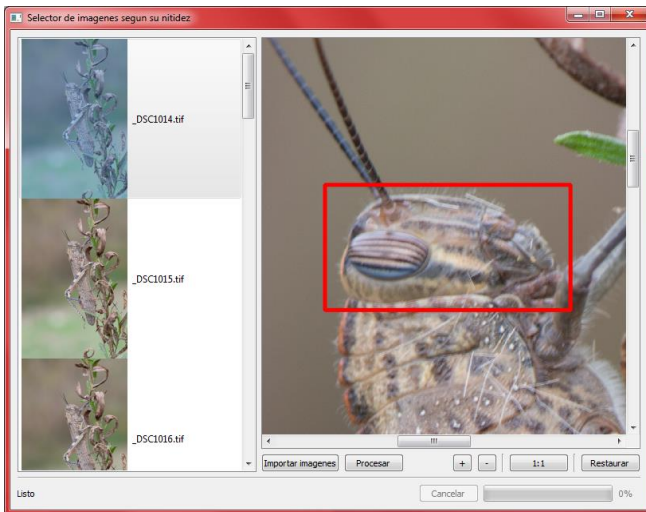 Selector de imagenes segun su nitidez
_DSC1014.tif
_DSC1015.tif
_DSC1016.tif
Importar imagenes Procesar + - 1:1 Restaurar
Listo Cancelar 0%